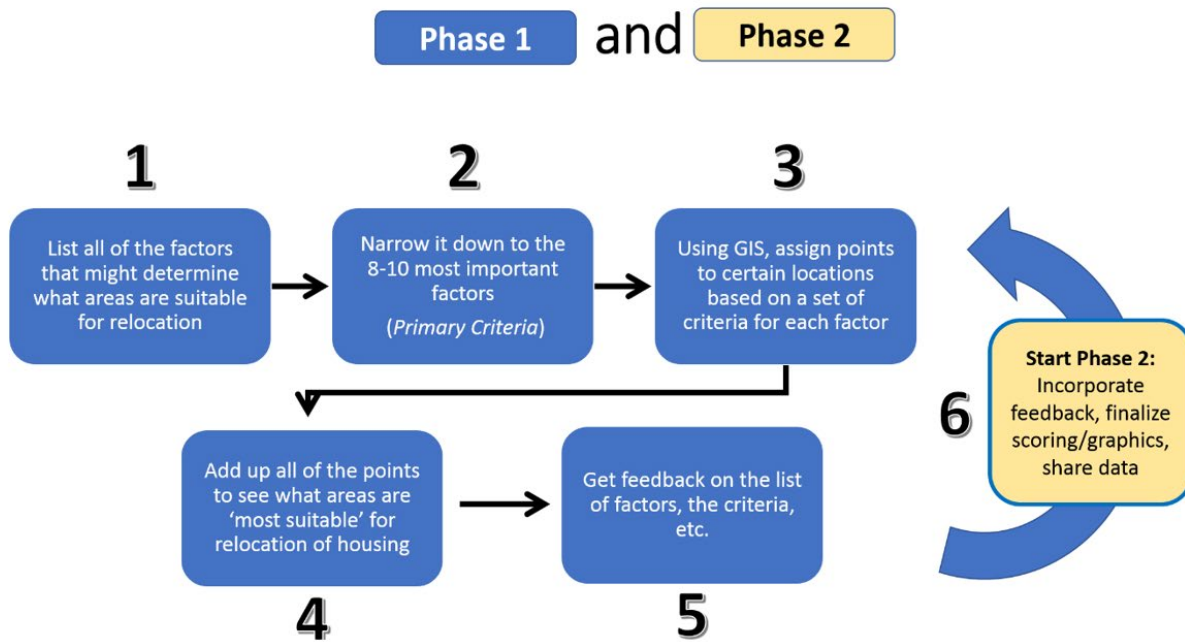 Phase 1 and Phase 2
1
2
3
List all of the factors
that might determine
what areas are suitable
for relocation
Narrow it down to the
8-10 most important
factors
(Primary Criteria)
Using GIS, assign points
to certain locations
based on a set of
criteria for each factor
Add up all of the points
to see what areas are
‘most suitable’ for
relocation of housing
4
Get feedback on the list
of factors, the criteria,
etc.
5
6
Start Phase 2:
Incorporate
feedback, finalize
scoring/graphics,
share data